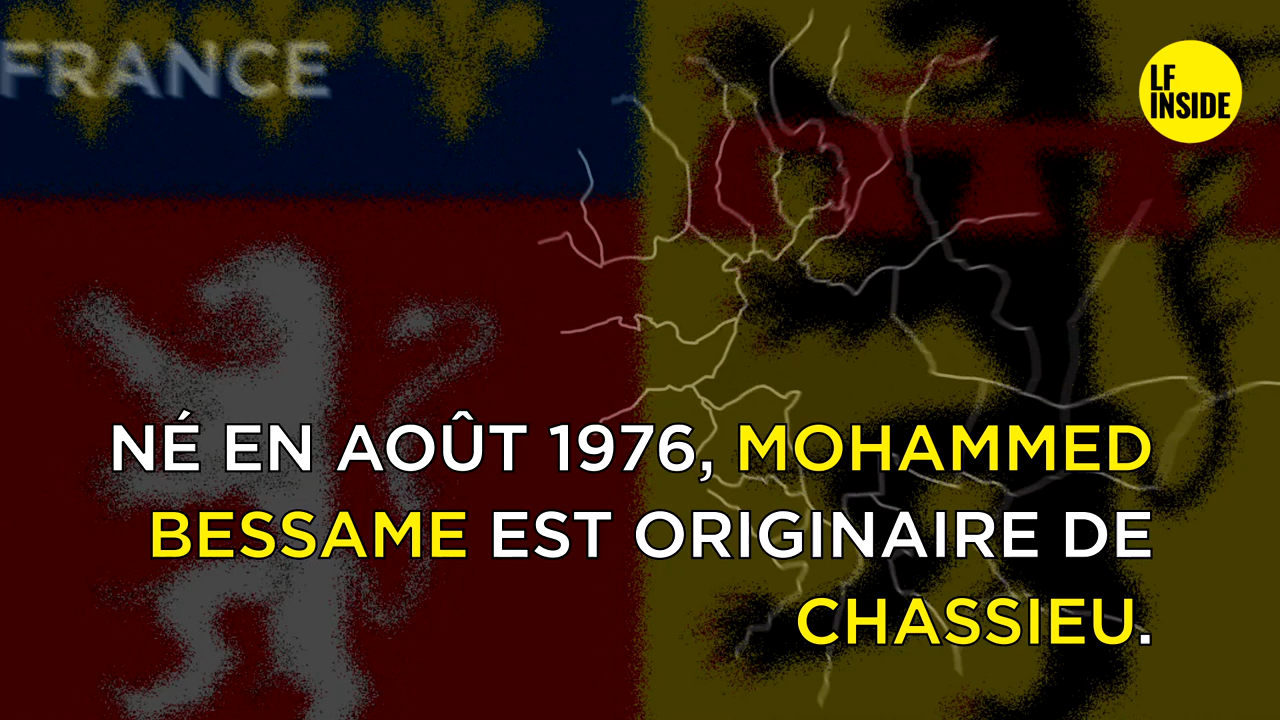 FRANCE
LF
INSIDE
NÉ EN AOÛT 1976, MOHAMMED
BESSAME EST ORIGINAIRE DE
CHASSIEU.